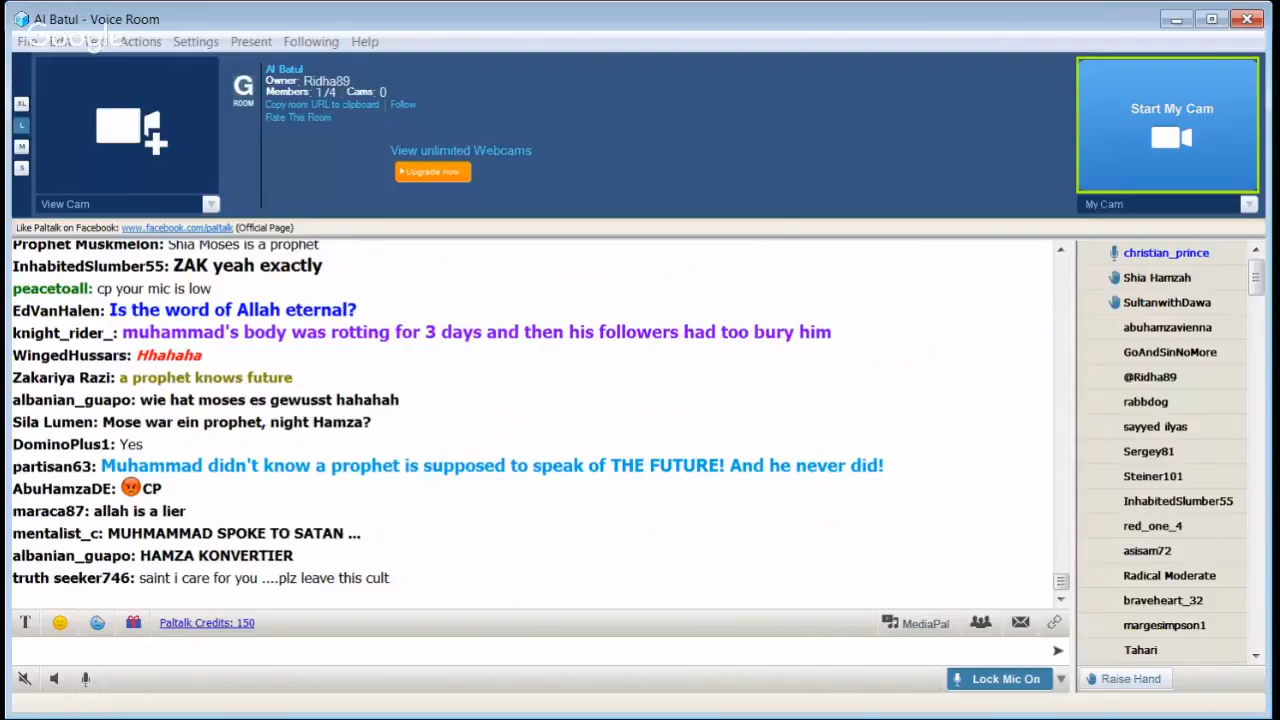 Al Batul - Voice Room
Google
Actions Settings Present Following Help
XL
L
M
S
View Cam
G
ROOM
Al Batul
Owner: Ridha89
Members: 174 Cams: 0
Copy room URL to clipboard | Follow
Rate This Room
View unlimited Webcams
Upgrade now
Start My Cam
My Cam
Like Paltalk on Facebook: www.facebook.com/paltalk (Official Page)
Prophet Muskmelon: Shia Moses is a prophet
InhabitedSlumber55: ZAK yeah exactly
peacetoall: cp your mic is low
EdVanHalen: Is the word of Allah eternal?
knight_rider_: muhammad's body was rotting for 3 days and then his followers had too bury him
WingedHussars: Hhahaha
Zakariya Razi: a prophet knows future
albanian_guapo: wie hat moses es gewusst hahahah
Sila Lumen: Mose war ein prophet, night Hamza?
DominoPlus1: Yes
partisan63: Muhammad didn't know a prophet is supposed to speak of THE FUTURE! And he never did!
AbuHamzaDE: CP
maraca87: allah is a lier
mentalist_c: MUHMAMMAD SPOKE TO SATAN ...
albanian_guapo: HAMZA KONVERTIER
truth seeker746: saint i care for you ....plz leave this cult
christian_prince
Shia Hamzah
SultanwithDawa
abuhamzavienna
GoAndSinNoMore
@Ridha89
rabbdog
sayyed ilyas
Sergey81
Steiner101
InhabitedSlumber55
red_one_4
asisam72
Radical Moderate
braveheart_32
margesimpson1
Tahari
T
Paltalk Credits: 150
MediaPal
Lock Mic On
Raise Hand